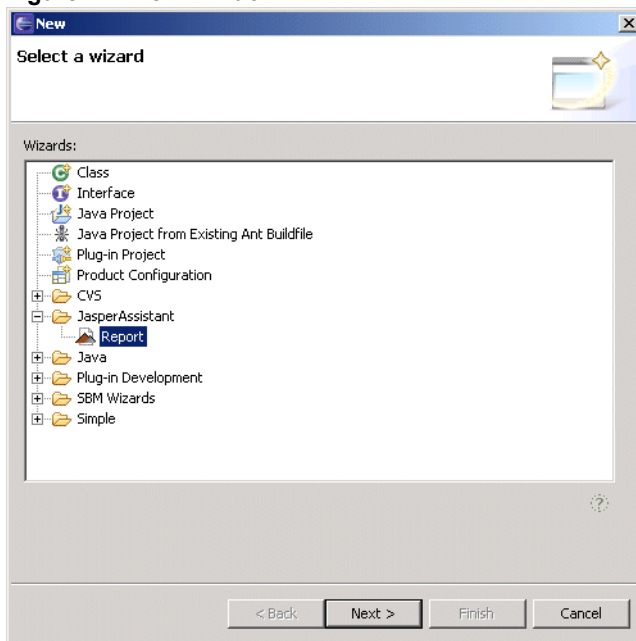 New
Select a wizard
Wizards:
Class
Interface
Java Project
Java Project from Existing Ant Buildfile
Plug-in Project
Product Configuration
CVS
JasperAssistant
Report
Java
Plug-in Development
SBM Wizards
Simple
< Back Next > Finish Cancel